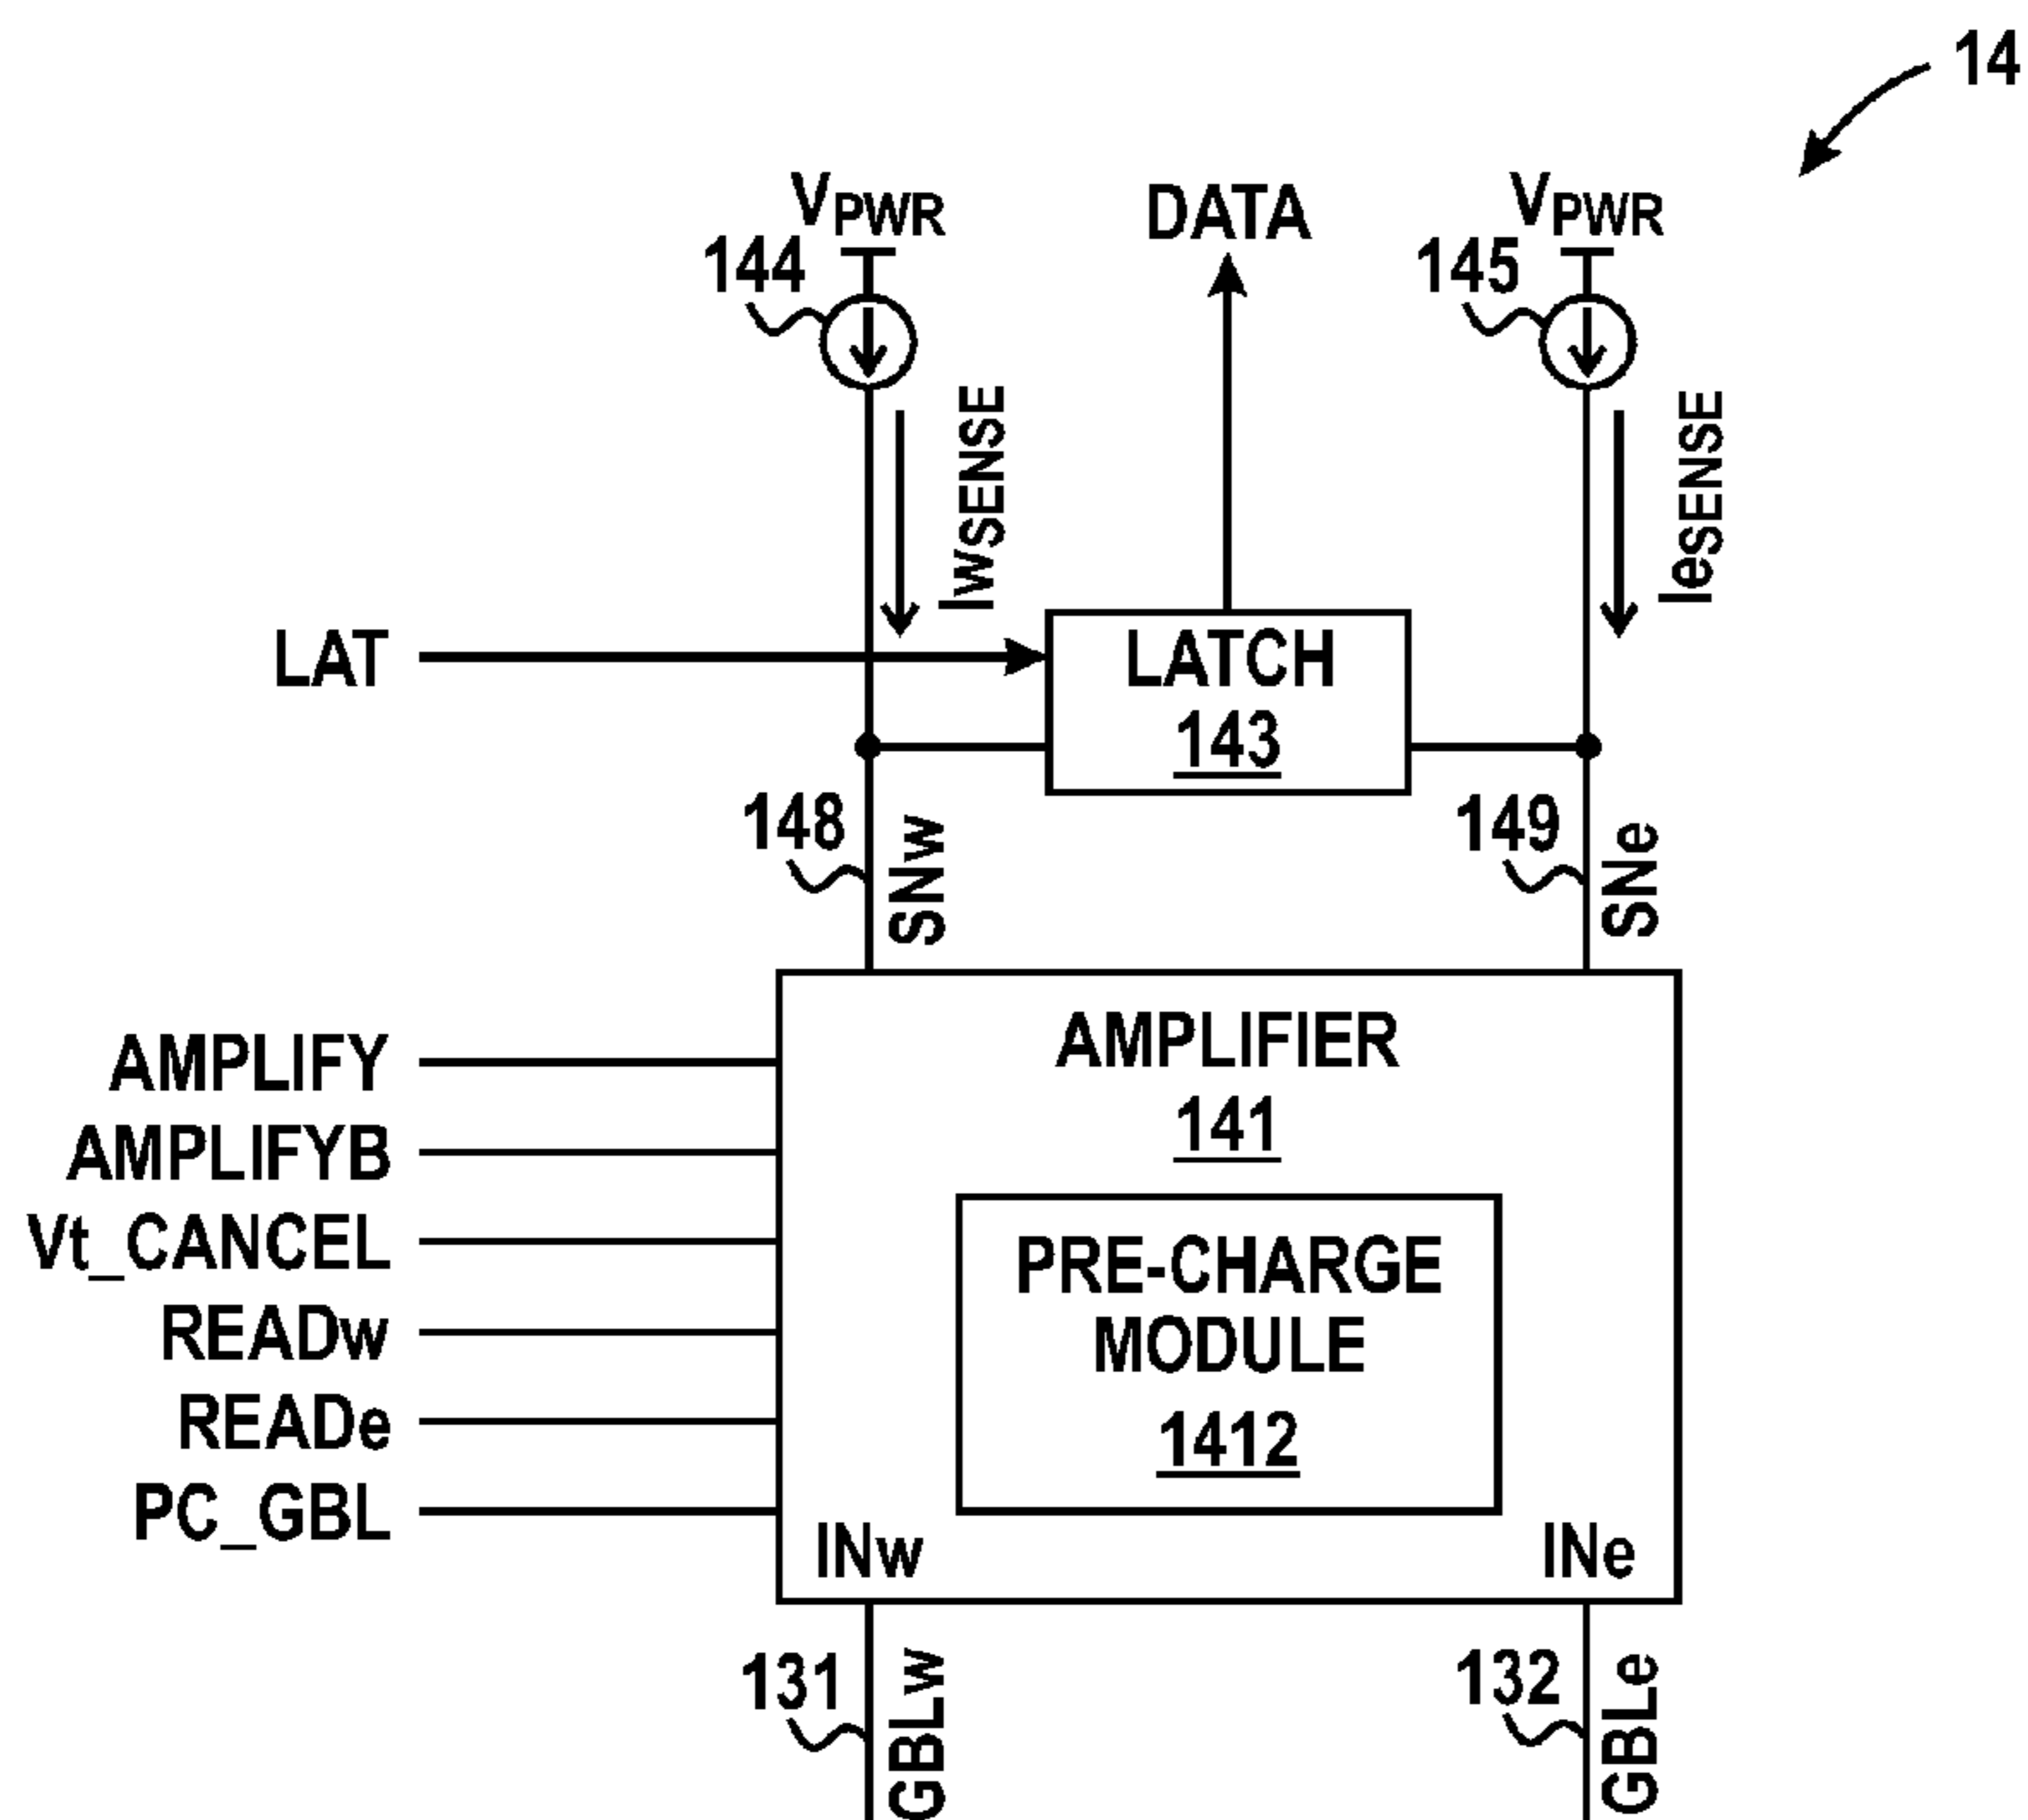 14
VPWR
DATA
VPWR
144
145
IwSENSE
IeSENSE
LAT
LATCH
143
148
SNw
149
SNe
AMPLIFY
AMPLIFYB
Vt_CANCEL
READw
READe
PC_GBL
AMPLIFIER
141
PRE-CHARGE
MODULE
1412
INw
INe
131
GBLw
132
GBLe